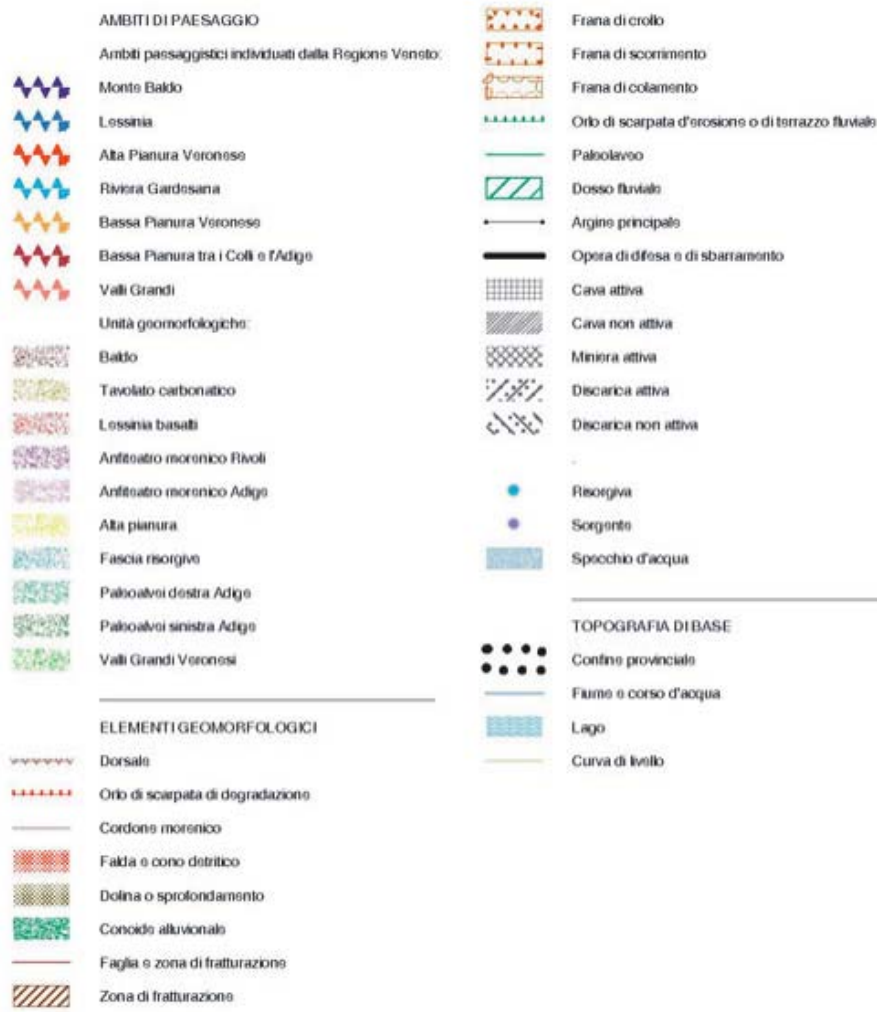 AMBITI DI PAESAGGIO
Ambiti paesaggistici individuati dalla Regione Veneto:
Monte Baldo
Lessinia
Alta Pianura Veronese
Riviera Gardesana
Bassa Pianura Veronese
Bassa Pianura tra i Colli e l'Adige
Valli Grandi
Unità geomorfologiche:
Baldo
Tavolato carbonatico
Lessinia basalti
Anfiteatro morenico Rivoli
Anfiteatro morenico Adige
Alta pianura
Fascia risorgive
Paleoalvei destra Adige
Paleoalvei sinistra Adige
Valli Grandi Veronesi
ELEMENTI GEOMORFOLOGICI
Dorsale
Orlo di scarpata di degradazione
Cordone morenico
Falda e cono detritico
Dolina o sprofondamento
Conoide alluvionale
Faglia e zona di fratturazione
Zona di fratturazione
Frana di crollo
Frana di scorrimento
Frana di colamento
Orlo di scarpata d'erosione o di terrazzo fluviale
Paleolaveo
Dosso fluviale
Argine principale
Opera di difesa e di sbarramento
Cava attiva
Cava non attiva
Miniera attiva
Discarica attiva
Discarica non attiva
.
Risorgiva
Sorgente
Specchio d'acqua
TOPOGRAFIA DI BASE
Confine provinciale
Fiume e corso d'acqua
Lago
Curva di livello